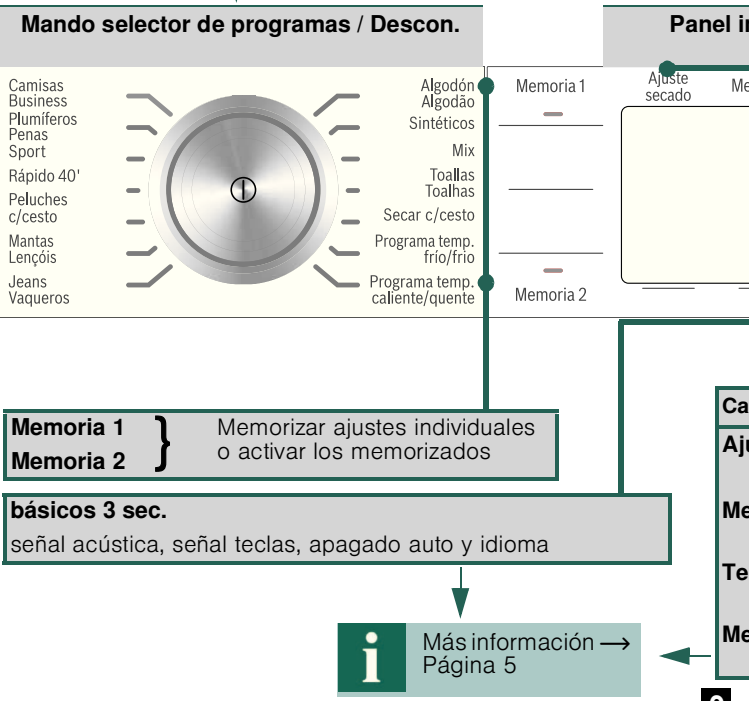 Mando selector de programas / Descon.
Camisas
Business
Plumíferos
Penas
Sport
Rápido 40'
Peluches
c/cesto
Mantas
Lençóis
Jeans
Vaqueros
Algodón
Algodão
Sintéticos
Mix
Toallas
Toalhas
Secar c/cesto
Programa temp.
frío/frio
Programa temp.
caliente/quente
Memoria 1
Memoria 2
Panel
Ajuste
secado
Memoria 1
Memoria 2
}
Memorizar ajustes individuales
o activar los memorizados
básicos 3 sec.
señal acústica, señal teclas, apagado auto y idioma
i
Más información →
Página 5